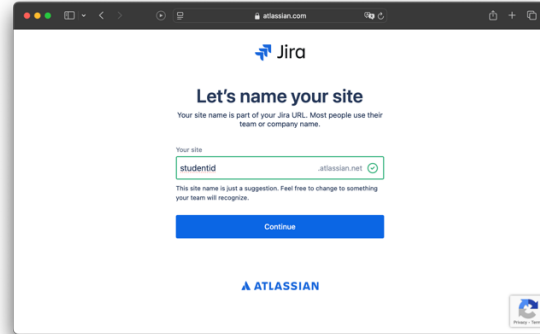 atlassian.com
Jira
Let's name your site
Your site name is part of your Jira URL. Most people use their
team or company name.
Your site
studentid .atlassian.net
This site name is just a suggestion. Feel free to change to something
your team will recognize.
Continue
ATLASSIAN